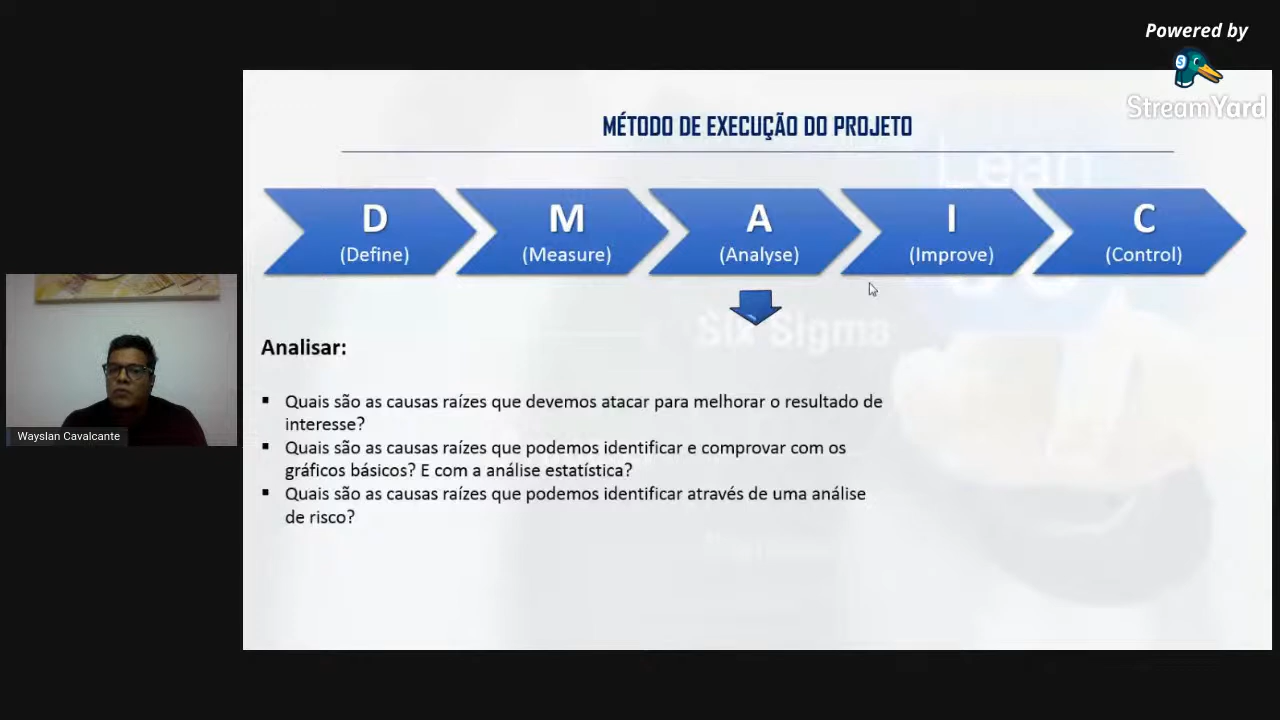 Powered by
StreamYard
MÉTODO DE EXECUÇÃO DO PROJETO
Lean
D
(Define)
M
(Measure)
A
(Analyse)
I
(Improve)
C
(Control)
Six Sigma
Analisar:
▪ Quais são as causas raízes que devemos atacar para melhorar o resultado de
interesse?
▪ Quais são as causas raízes que podemos identificar e comprovar com os
gráficos básicos? E com a análise estatística?
▪ Quais são as causas raízes que podemos identificar através de uma análise
de risco?
Wayslan Cavalcante